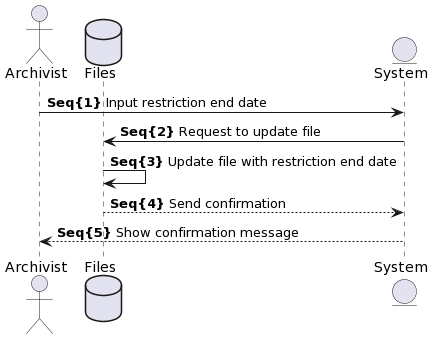 Archivist Files System
Seq{1} Input restriction end date
Seq{2} Request to update file
Seq{3} Update file with restriction end date
Seq{4} Send confirmation
Seq{5} Show confirmation message
Archivist Files System